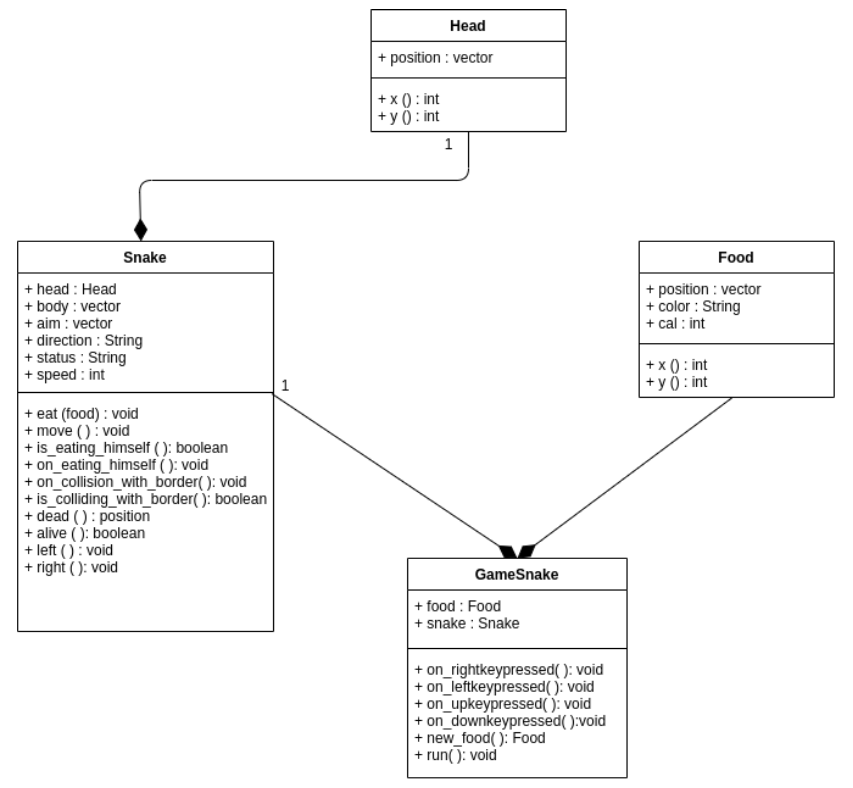 Head
+ position : vector
+ x () : int
+ y () : int
1
Snake
+ head : Head
+ body : vector
+ aim : vector
+ direction : String
+ status : String
+ speed : int
+ eat (food) : void
+ move ( ) : void
+ is_eating_himself ( ): boolean
+ on_eating_himself ( ): void
+ on_collision_with_border( ): void
+ is_colliding_with_border( ): boolean
+ dead ( ) : position
+ alive ( ): boolean
+ left ( ) : void
+ right ( ): void
1
Food
+ position : vector
+ color : String
+ cal : int
+ x () : int
+ y () : int
GameSnake
+ food : Food
+ snake : Snake
+ on_rightkeypressed( ): void
+ on_leftkeypressed( ): void
+ on_upkeypressed( ): void
+ on_downkeypressed( ):void
+ new_food( ): Food
+ run( ): void